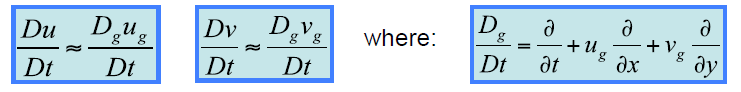 Du/Dt ≈ D_g u_g/Dt   Dv/Dt ≈ D_g v_g/Dt   where:   D_g/Dt = ∂/∂t + u_g ∂/∂x + v_g ∂/∂y